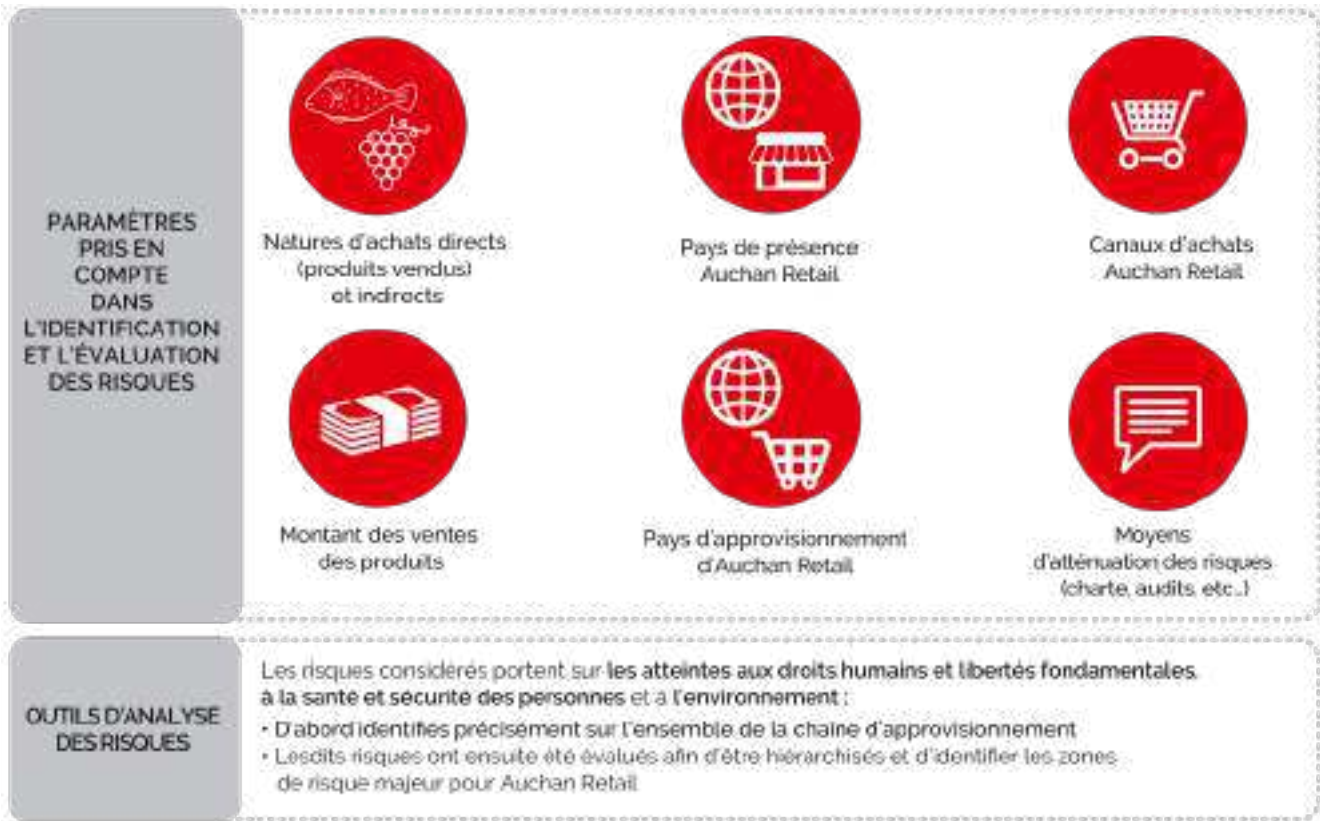 PARAMÈTRES
PRIS EN
COMPTE
DANS
L'IDENTIFICATION
ET L'ÉVALUATION
DES RISQUES
Natures d'achats directs
(produits vendus)
et indirects
Pays de présence
Auchan Retail
Canaux d'achats
Auchan Retail
Montant des ventes
des produits
Pays d'approvisionnement
d'Auchan Retail
Moyens
d'atténuation des risques
(charte, audits, etc...)
OUTILS D'ANALYSE
DES RISQUES
Les risques considérés portent sur les atteintes aux droits humains et libertés fondamentales,
à la santé et sécurité des personnes et à l'environnement :
• D'abord identifiés précisément sur l'ensemble de la chaîne d'approvisionnement
• Lesdits risques ont ensuite été évalués afin d'être hiérarchisés et d'identifier les zones
de risque majeur pour Auchan Retail